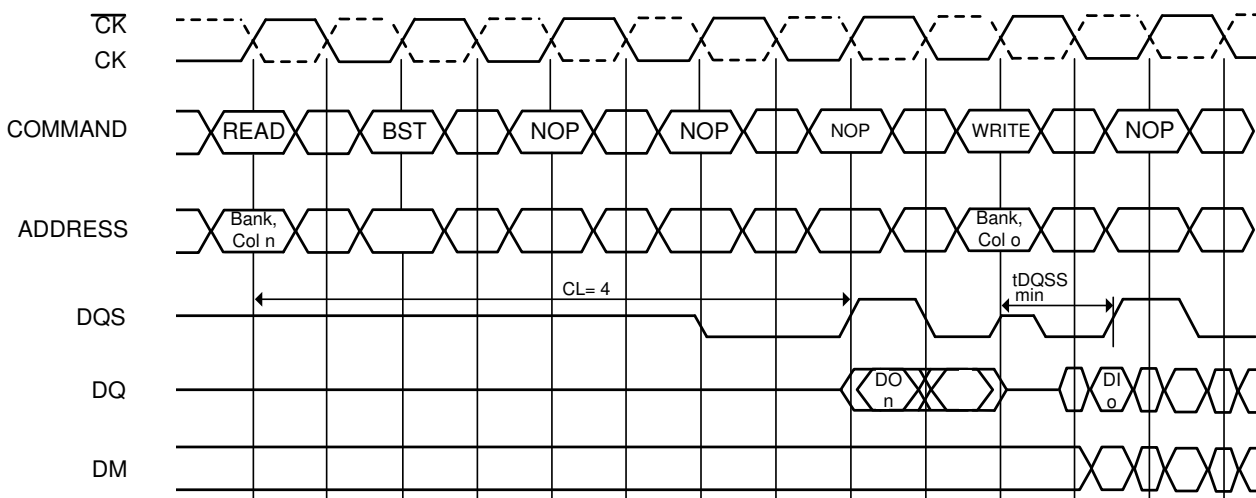 CK
CK
COMMAND
READ
BST
NOP
NOP
NOP
WRITE
NOP
ADDRESS
Bank,
Col n
Bank,
Col o
CL= 4
tDQSS
min
DQS
DQ
DO
n
DI
o
DM